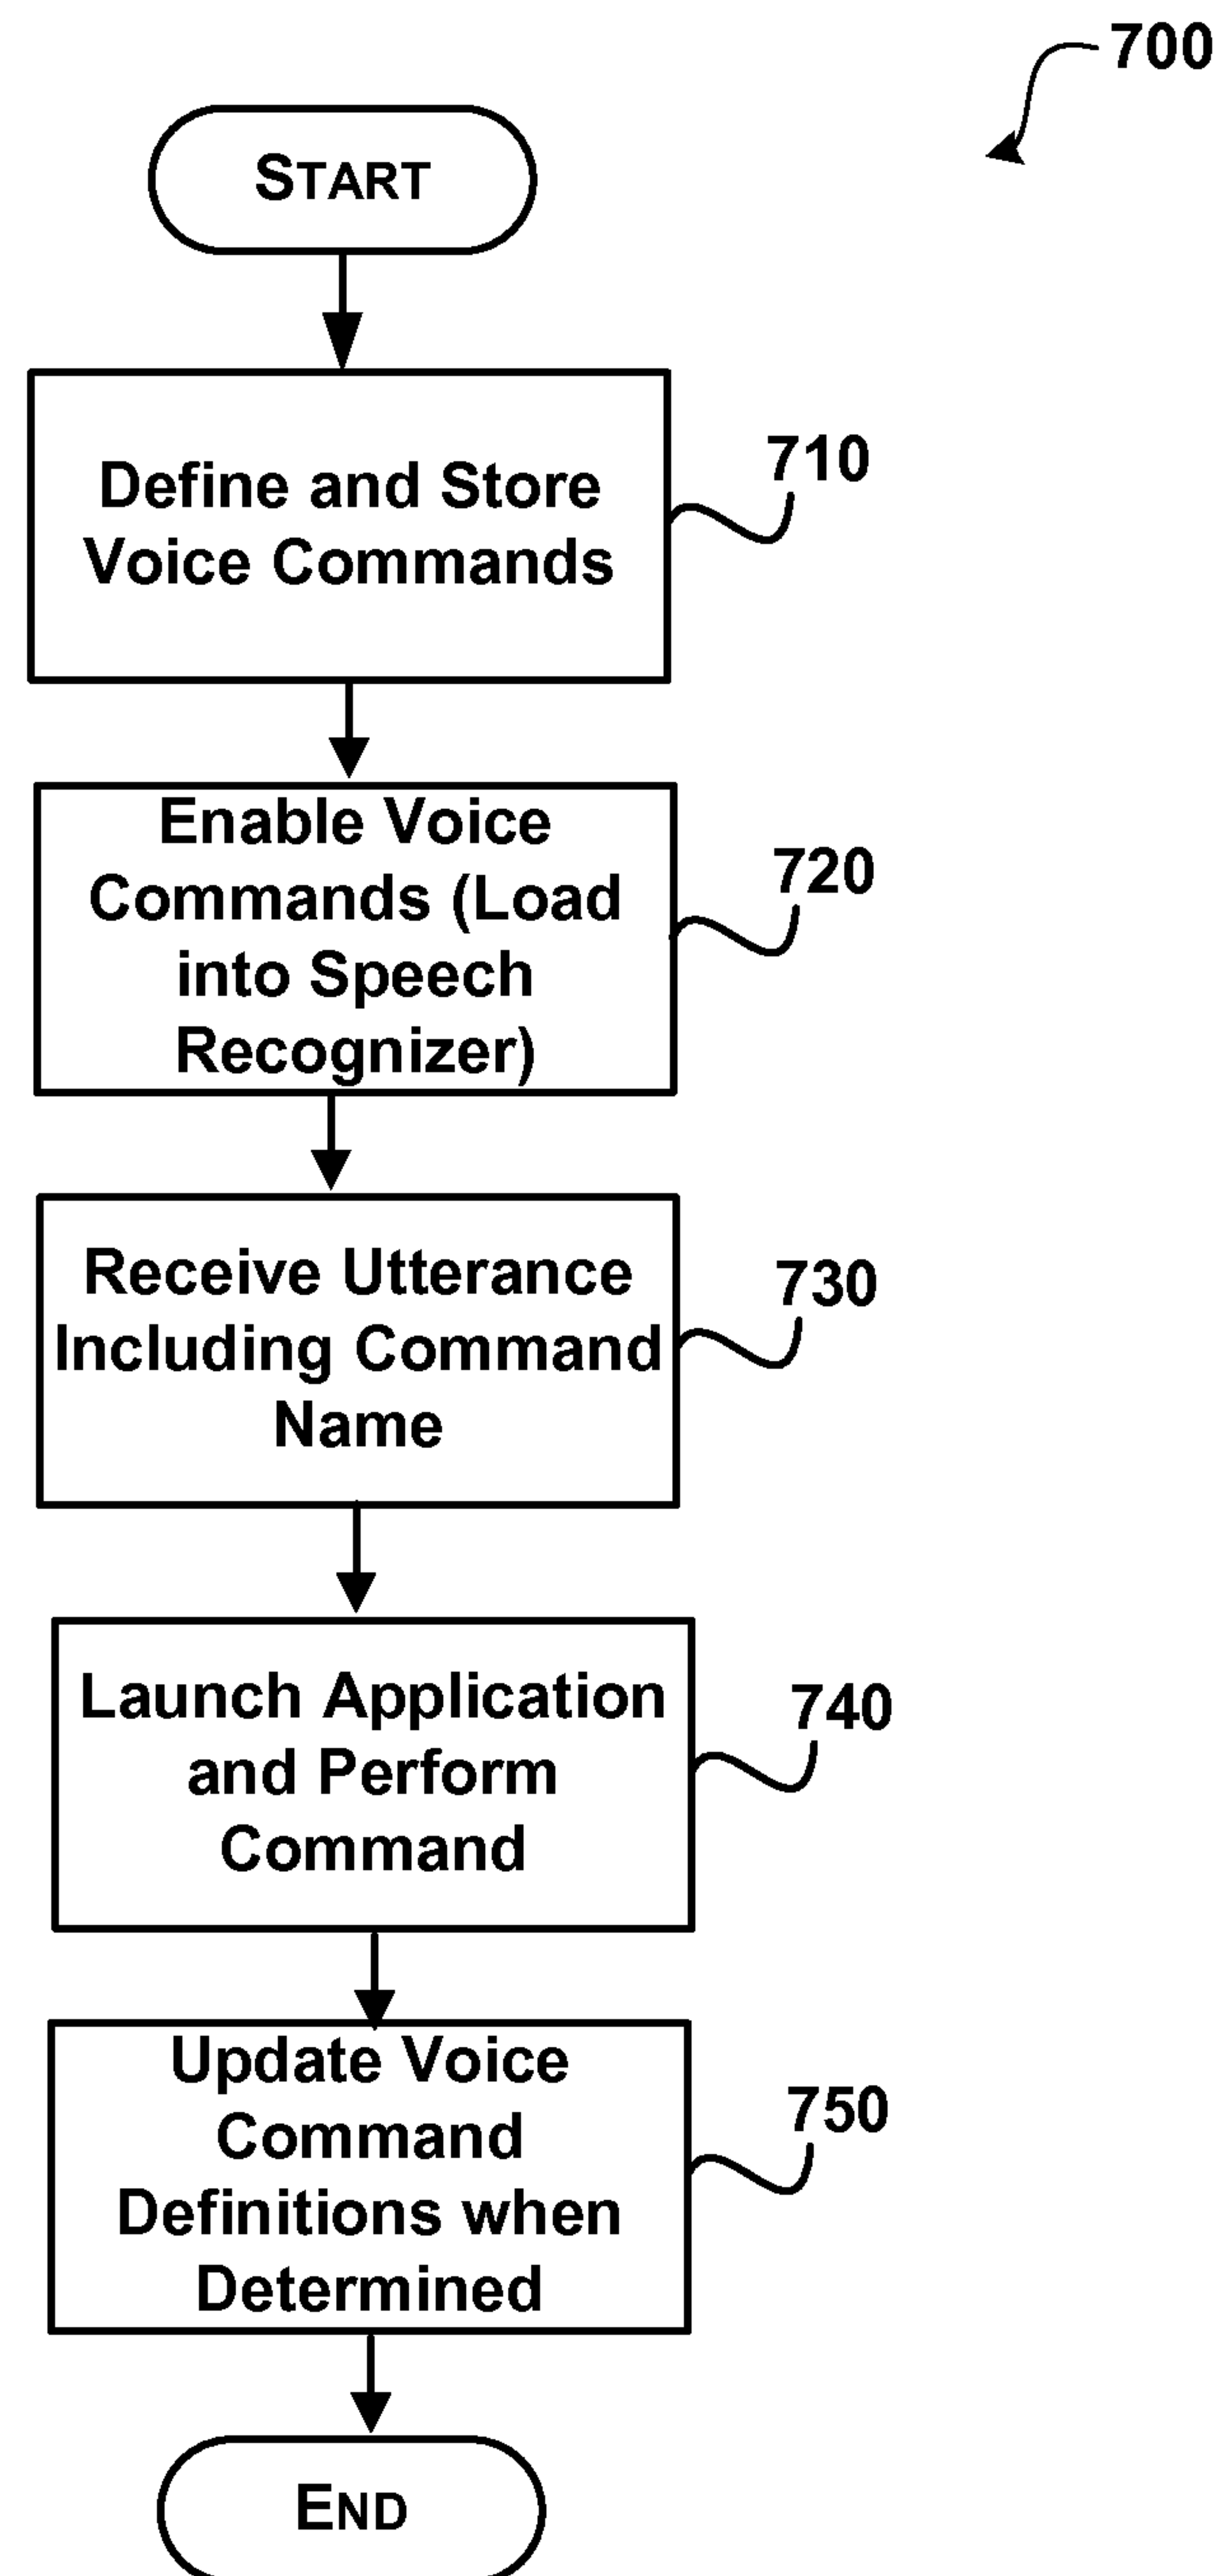 700
START
Define and Store
Voice Commands
710
Enable Voice
Commands (Load
into Speech
Recognizer)
720
Receive Utterance
Including Command
Name
730
Launch Application
and Perform
Command
740
Update Voice
Command
Definitions when
Determined
750
END